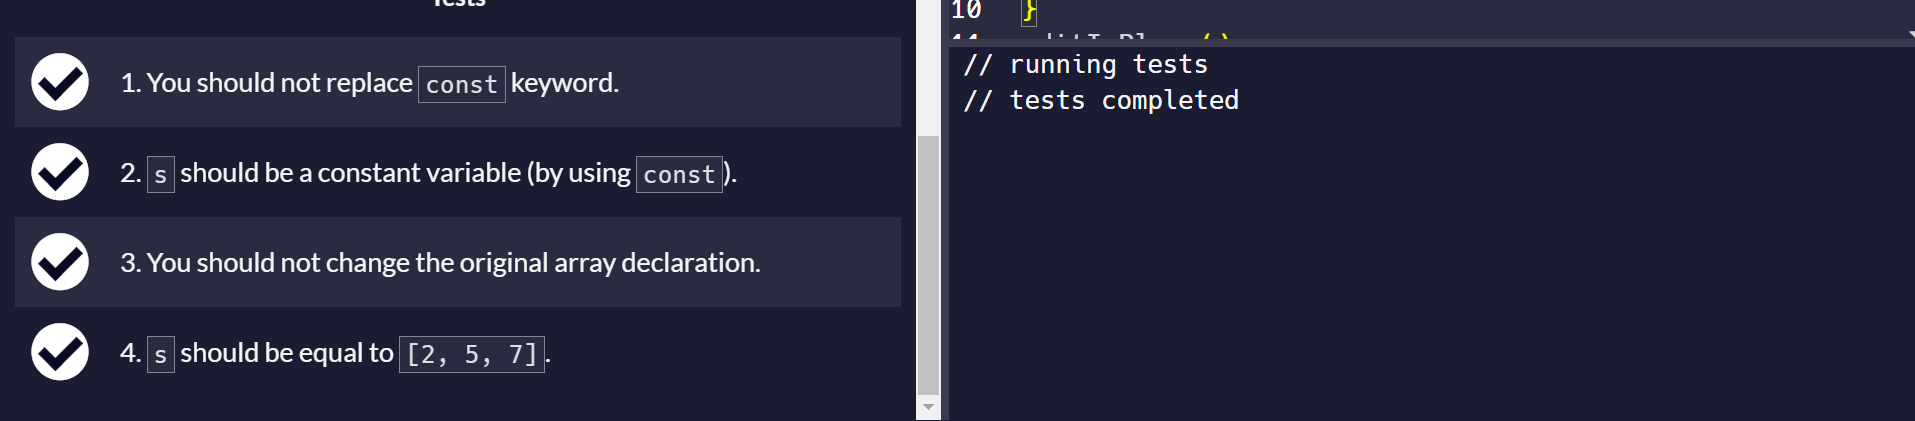 Tests
1. You should not replace const keyword.
2. s should be a constant variable (by using const).
3. You should not change the original array declaration.
4. s should be equal to [2, 5, 7].
10 }
// running tests
// tests completed